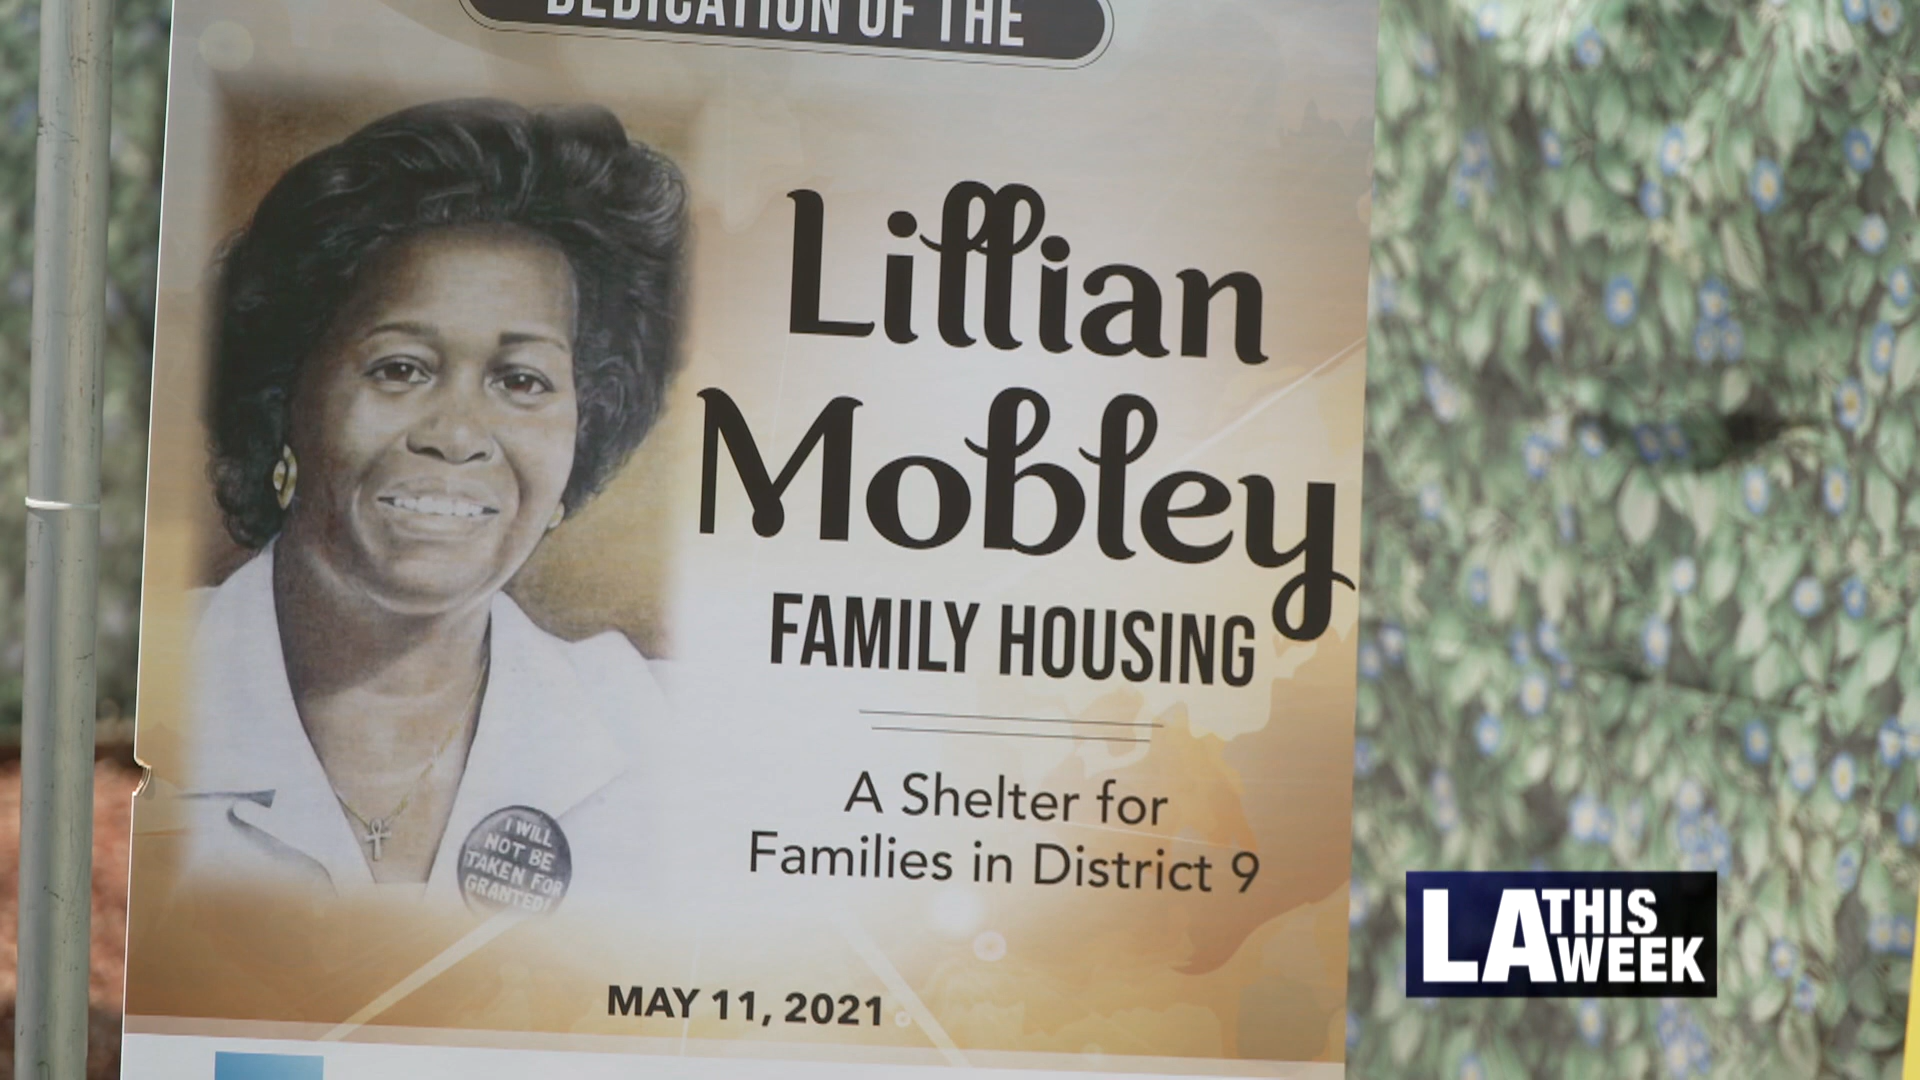 DEDICATION OF THE
Lillian
Mobley
FAMILY HOUSING
A Shelter for
Families in District 9
I WILL
NOT BE
TAKEN FOR
GRANTED!
MAY 11, 2021
LA THIS
WEEK